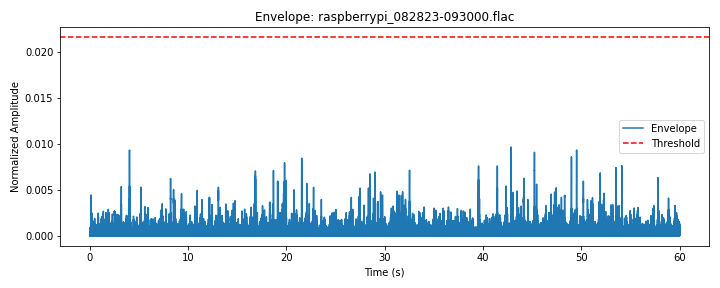 Envelope: raspberrypi_082823-093000.flac
Normalized Amplitude
0.020
0.015
0.010
0.005
0.000
Envelope
Threshold
0
10
20
30
40
50
60
Time (s)